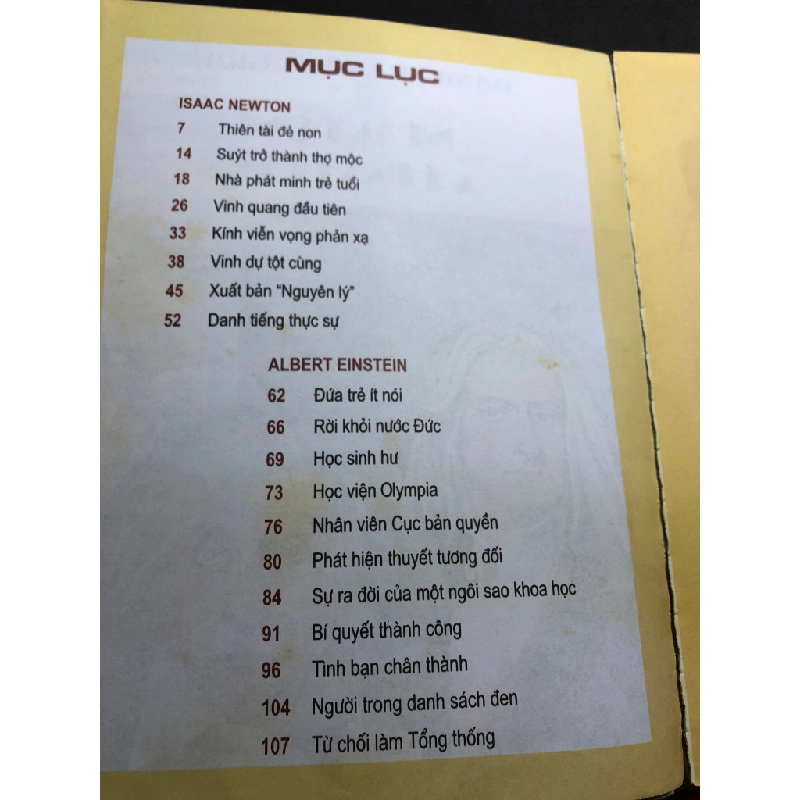 MỤC LỤC
ISAAC NEWTON
7 Thiên tài đẻ non
14 Suýt trở thành thợ mộc
18 Nhà phát minh trẻ tuổi
26 Vinh quang đầu tiên
33 Kính viễn vọng phản xạ
38 Vinh dự tột cùng
45 Xuất bản "Nguyên lý"
52 Danh tiếng thực sự
ALBERT EINSTEIN
62 Đứa trẻ ít nói
66 Rời khỏi nước Đức
69 Học sinh hư
73 Học viện Olympia
76 Nhân viên Cục bản quyền
80 Phát hiện thuyết tương đối
84 Sự ra đời của một ngôi sao khoa học
91 Bí quyết thành công
96 Tình bạn chân thành
104 Người trong danh sách đen
107 Từ chối làm Tổng thống